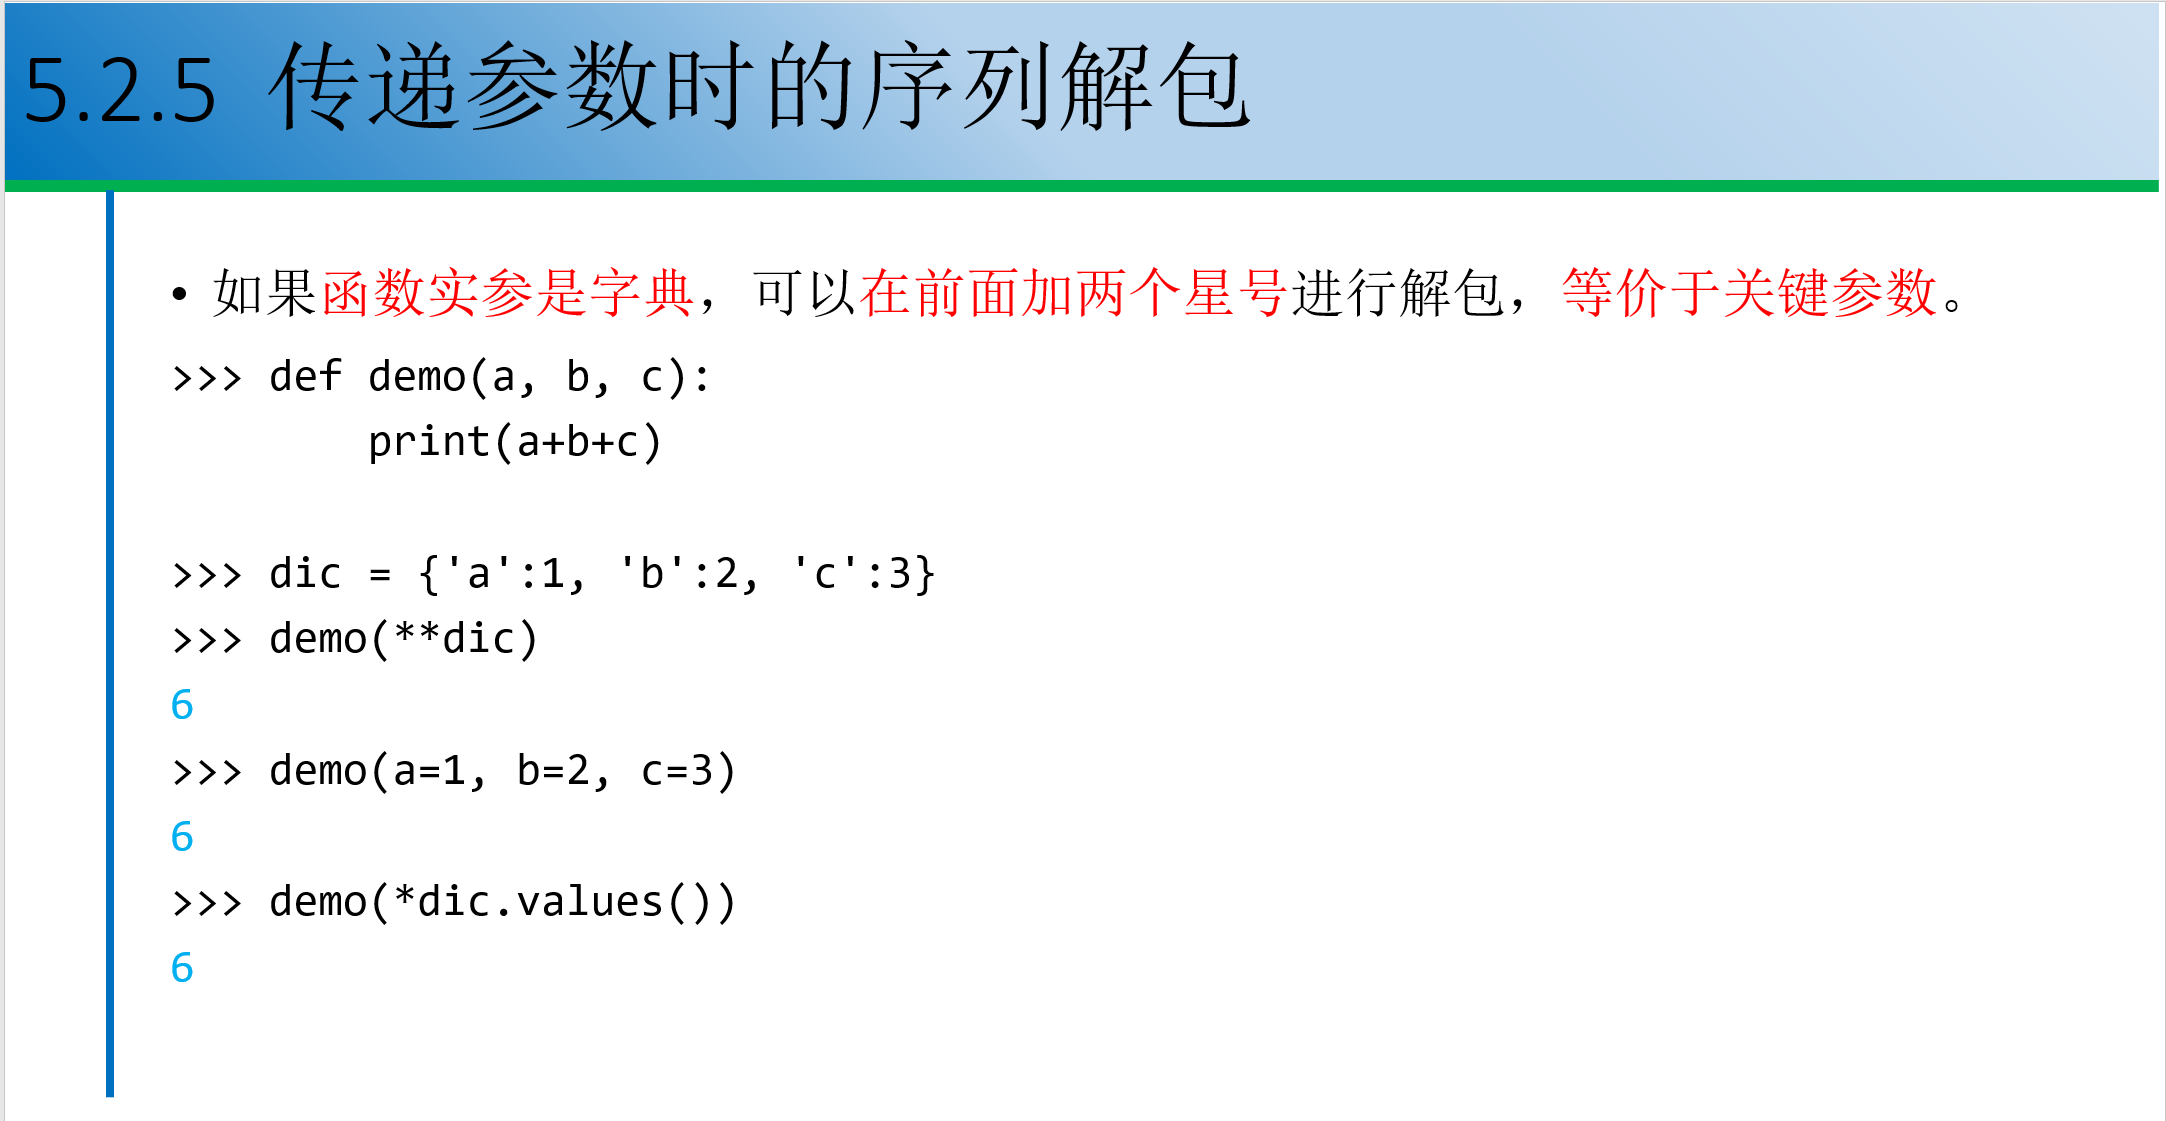 5.2.5 传递参数时的序列解包
• 如果函数实参是字典，可以在前面加两个星号进行解包，等价于关键参数。
>>> def demo(a, b, c):
        print(a+b+c)
>>> dic = {'a':1, 'b':2, 'c':3}
>>> demo(**dic)
6
>>> demo(a=1, b=2, c=3)
6
>>> demo(*dic.values())
6